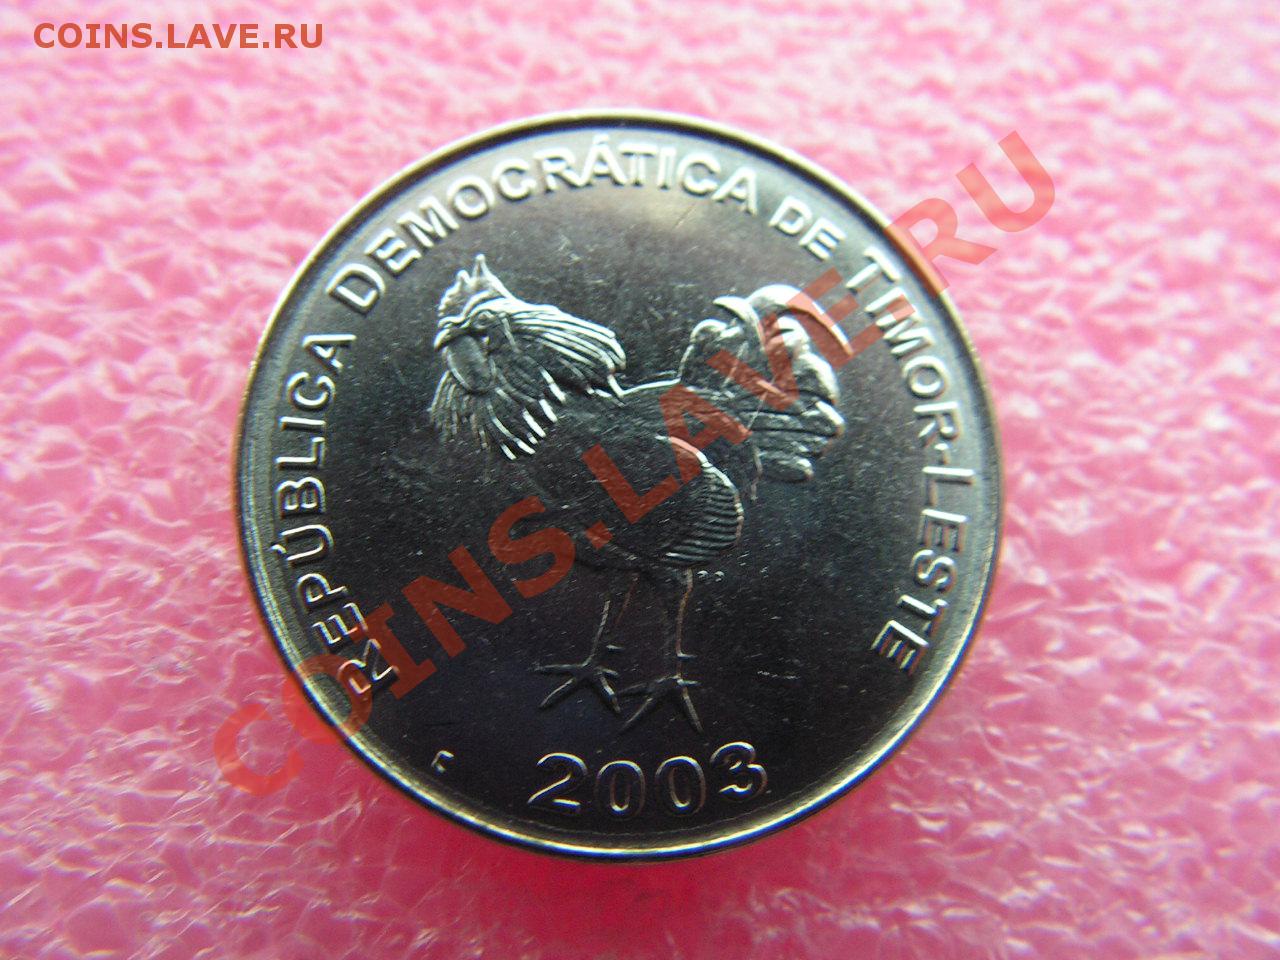 COINS.LAVE.RU
REPÚBLICA DEMOCRÁTICA DE TIMOR-LESTE
2003
COINS.LAVE.RU